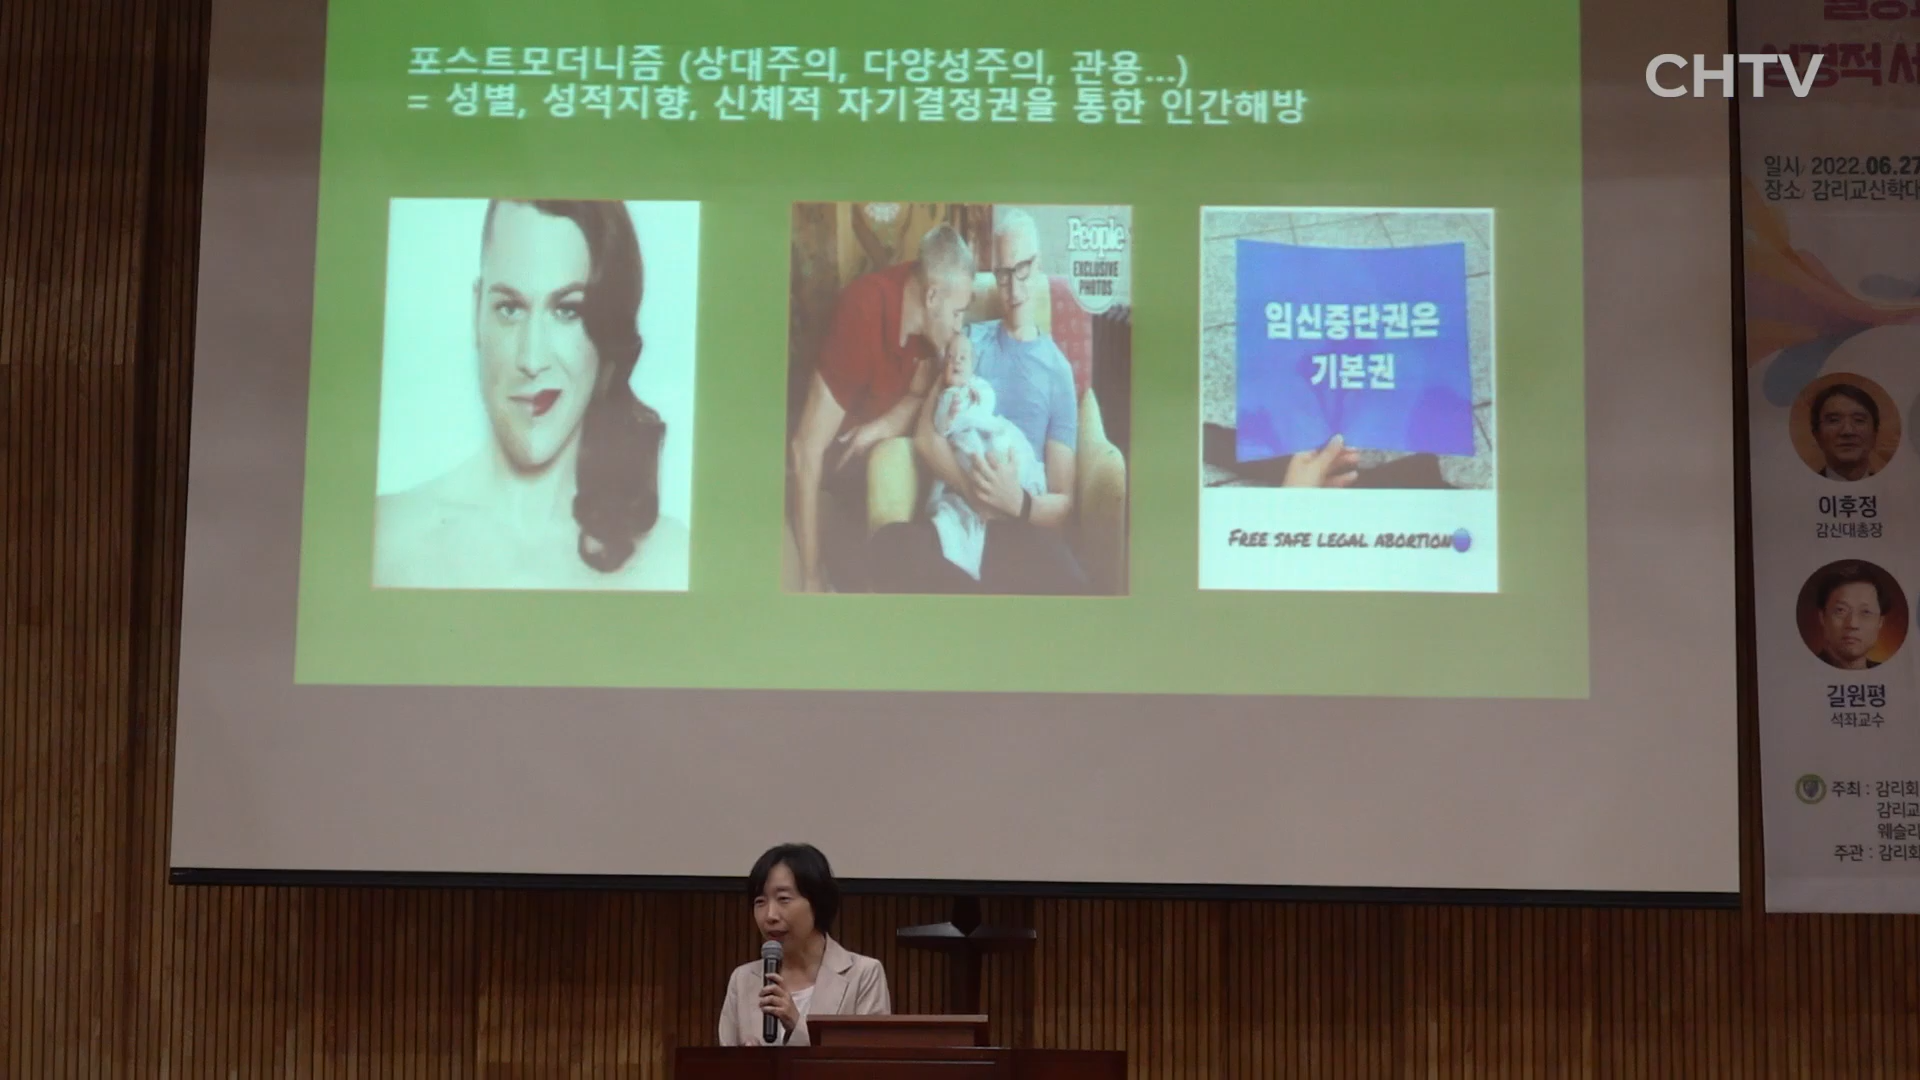 포스트모더니즘 (상대주의, 다양성주의, 관용...)
= 성별, 성적지향, 신체적 자기결정권을 통한 인간해방
People
EXCLUSIVE
PHOTOS
임신중단권은
기본권
FREE SAFE LEGAL ABORTION
CHTV
성경적 서
일시/ 2022.06.27
장소/ 감리교신학대
이후정
감신대총장
길원평
석좌교수
주최 : 감리회
감리교
웨슬리
주관 : 감리회